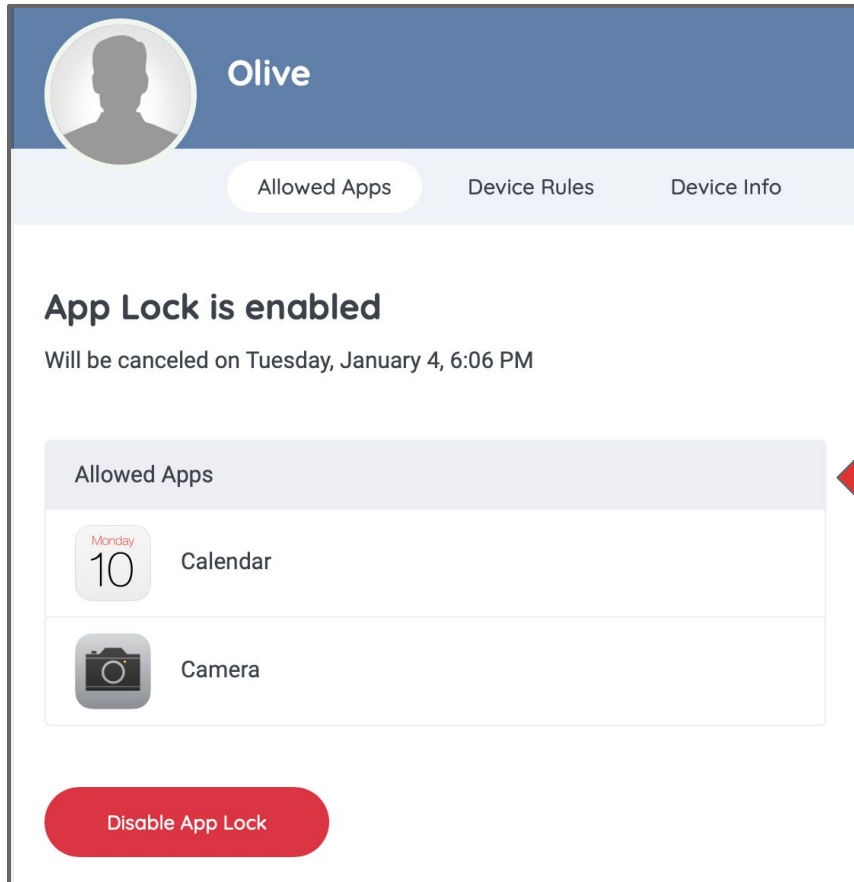 Olive
Allowed Apps Device Rules Device Info
App Lock is enabled
Will be canceled on Tuesday, January 4, 6:06 PM
Allowed Apps
Monday
10
Calendar
Camera
Disable App Lock